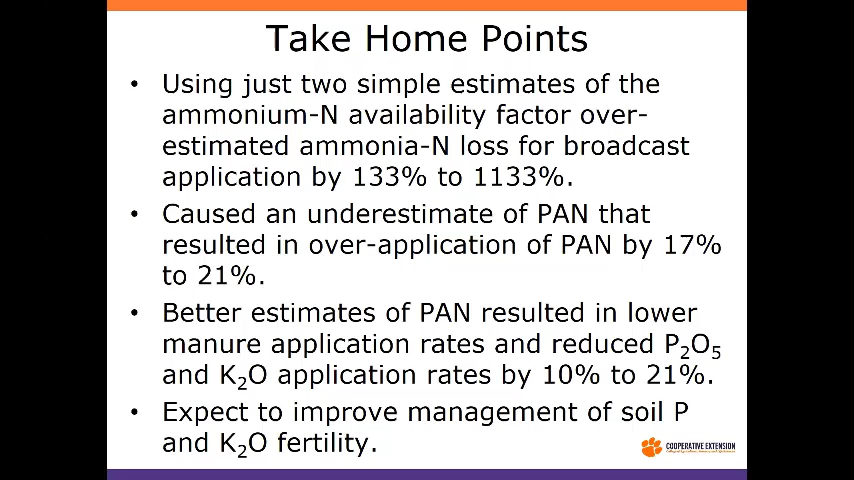 Take Home Points
• Using just two simple estimates of the
ammonium-N availability factor over-
estimated ammonia-N loss for broadcast
application by 133% to 1133%.
• Caused an underestimate of PAN that
resulted in over-application of PAN by 17%
to 21%.
• Better estimates of PAN resulted in lower
manure application rates and reduced P₂O₅
and K₂O application rates by 10% to 21%.
• Expect to improve management of soil P
and K₂O fertility.
COOPERATIVE EXTENSION